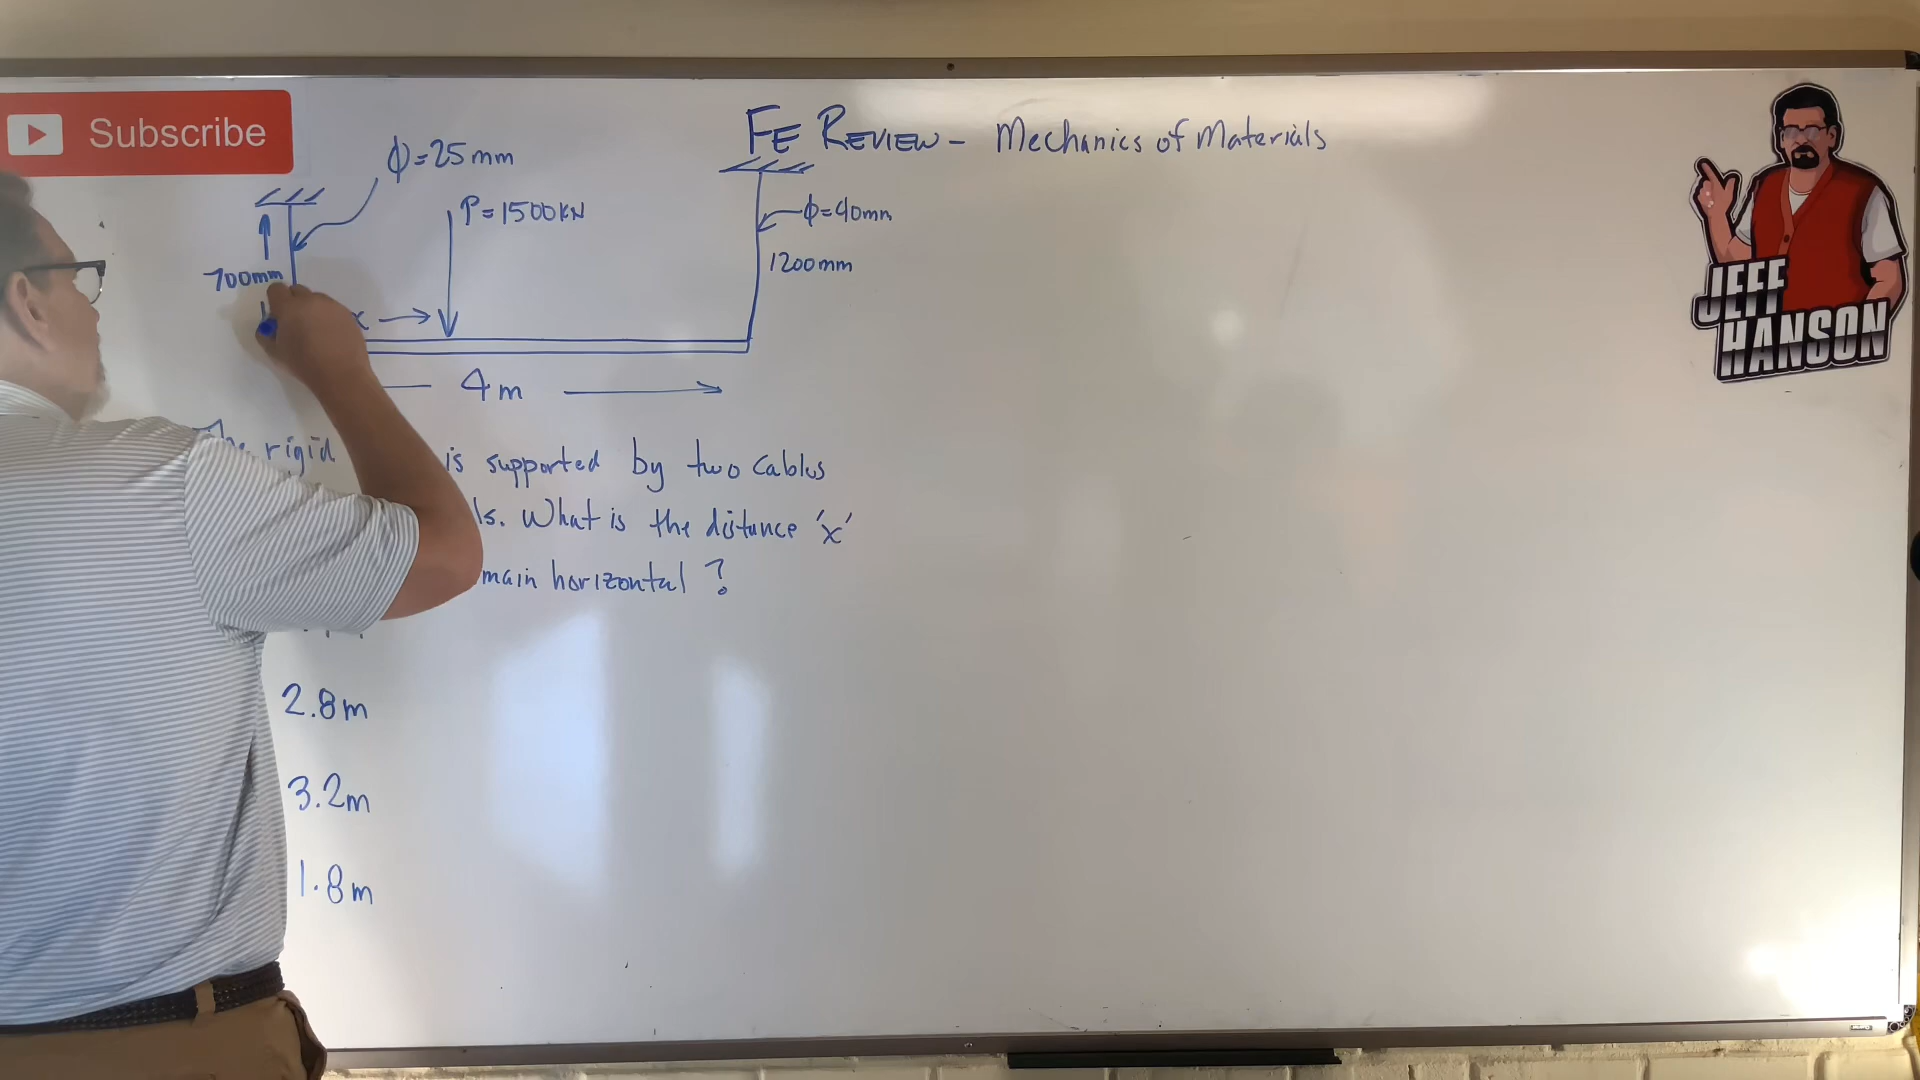 Subscribe
FE REVIEW - Mechanics of Materials
ϕ=25mm
P=1500KN
ϕ=40mm
700mm
1200mm
x
4m
The rigid is supported by two cables
ls. What is the distance 'x'
main horizontal ?
2.8m
3.2m
1.8m
JEFF
HANSON